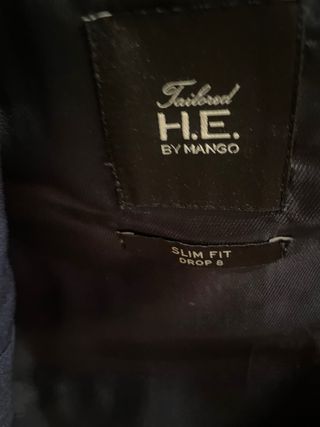 Tailored
H.E.
BY MANGO
SLIM FIT
DROP 8